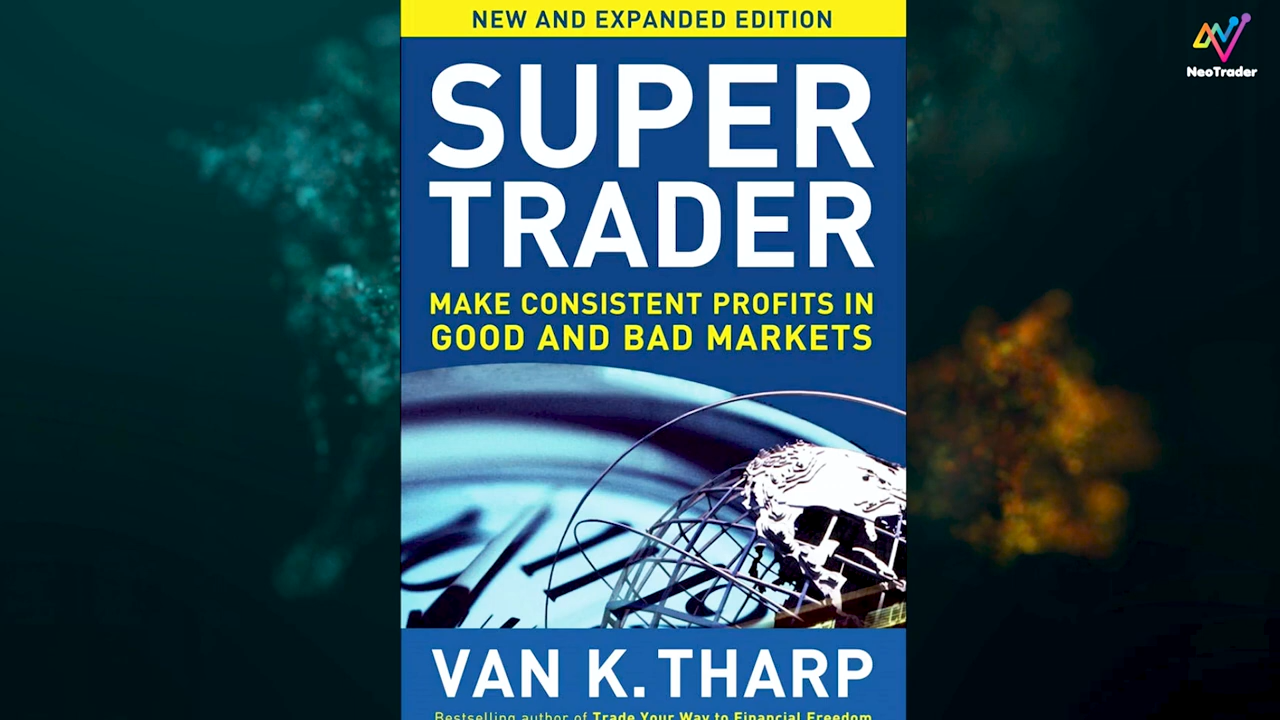 NEW AND EXPANDED EDITION
NeoTrader
SUPER
TRADER
MAKE CONSISTENT PROFITS IN
GOOD AND BAD MARKETS
VAN K. THARP
Bestselling author of Trade Your Way to Financial Freedom